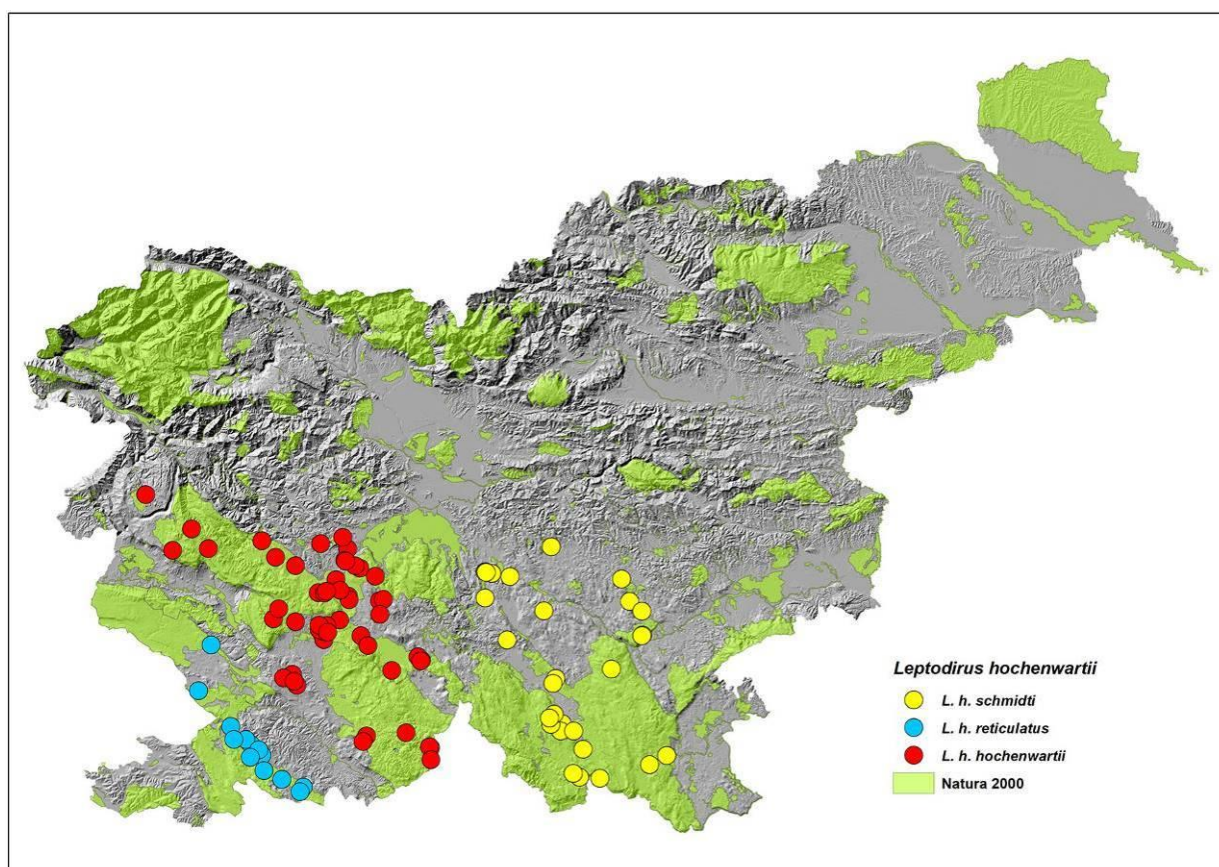 Leptodirus hochenwartii
L. h. schmidti
L. h. reticulatus
L. h. hochenwartii
Natura 2000